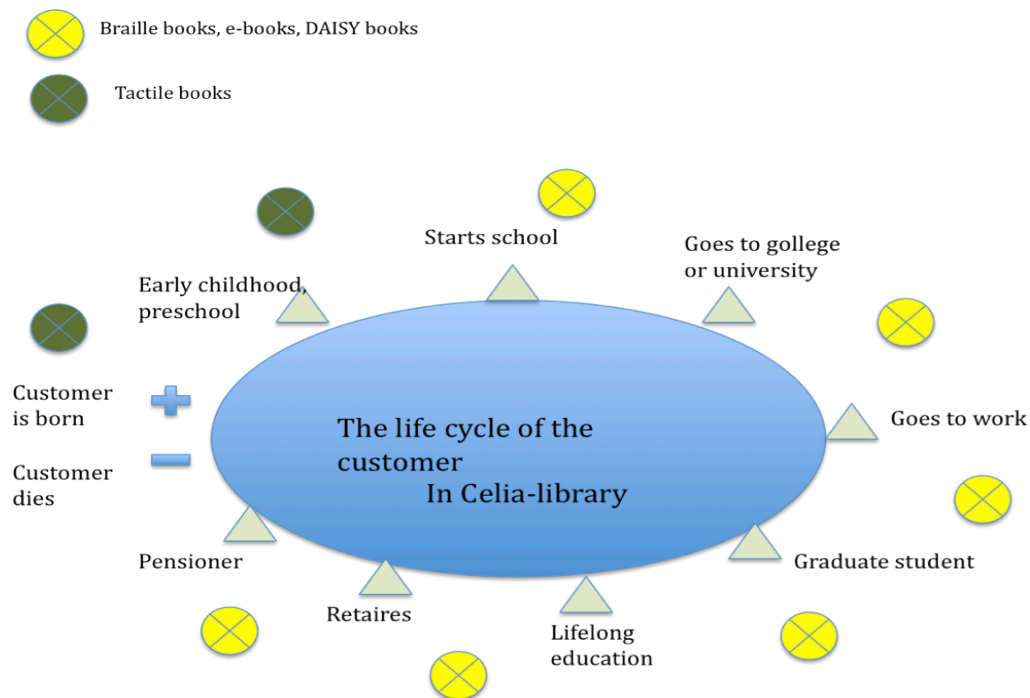 Braille books, e-books, DAISY books
Tactile books
Starts school
Goes to gollege
or university
Early childhood,
preschool
Customer
is born
Goes to work
The life cycle of the
customer
In Celia-library
Customer
dies
Pensioner
Graduate student
Retaires
Lifelong
education